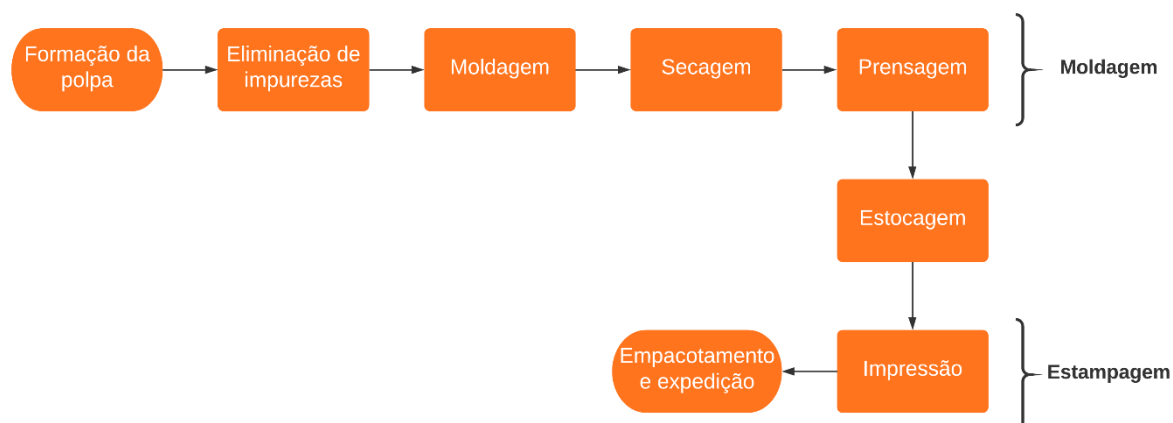 Formação da
polpa
Eliminação de
impurezas
Moldagem
Secagem
Prensagem
Moldagem
Estocagem
Empacotamento
e expedição
Impressão
Estampagem